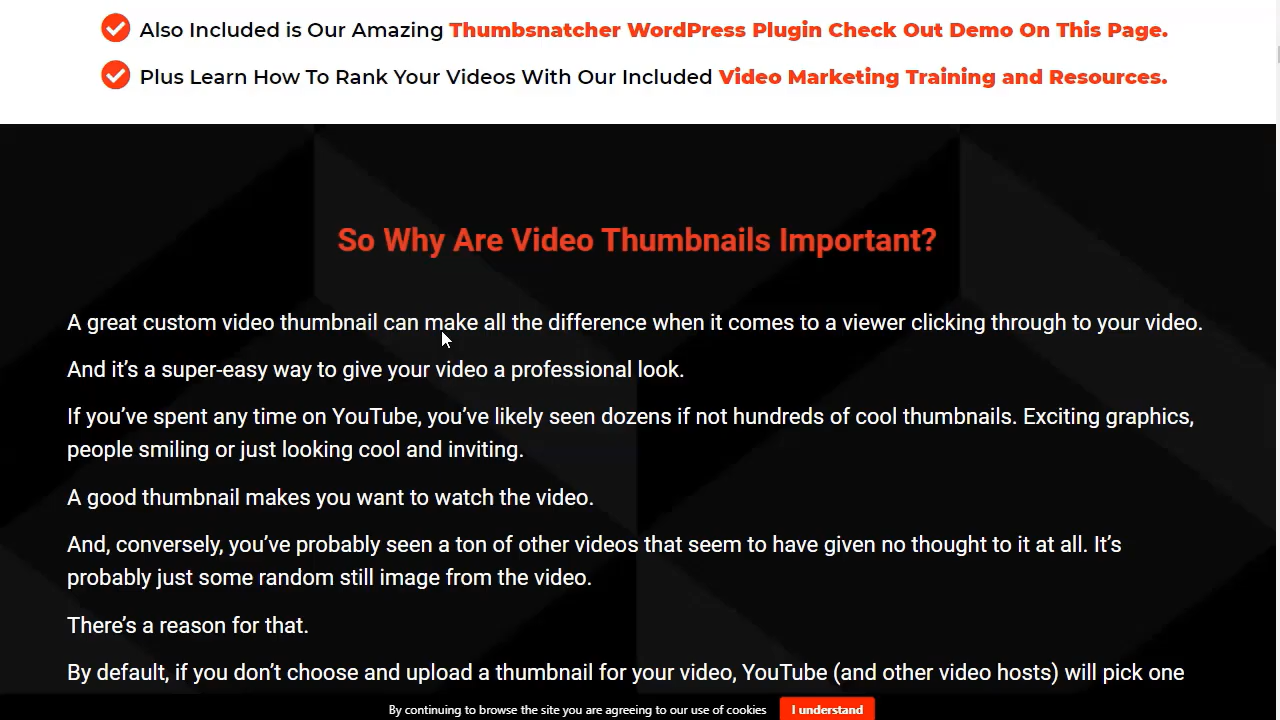 Also Included is Our Amazing Thumbsnatcher WordPress Plugin Check Out Demo On This Page.
Plus Learn How To Rank Your Videos With Our Included Video Marketing Training and Resources.
So Why Are Video Thumbnails Important?
A great custom video thumbnail can make all the difference when it comes to a viewer clicking through to your video.
And it’s a super-easy way to give your video a professional look.
If you’ve spent any time on YouTube, you’ve likely seen dozens if not hundreds of cool thumbnails. Exciting graphics,
people smiling or just looking cool and inviting.
A good thumbnail makes you want to watch the video.
And, conversely, you’ve probably seen a ton of other videos that seem to have given no thought to it at all. It’s
probably just some random still image from the video.
There’s a reason for that.
By default, if you don’t choose and upload a thumbnail for your video, YouTube (and other video hosts) will pick one
By continuing to browse the site you are agreeing to our use of cookies
I understand